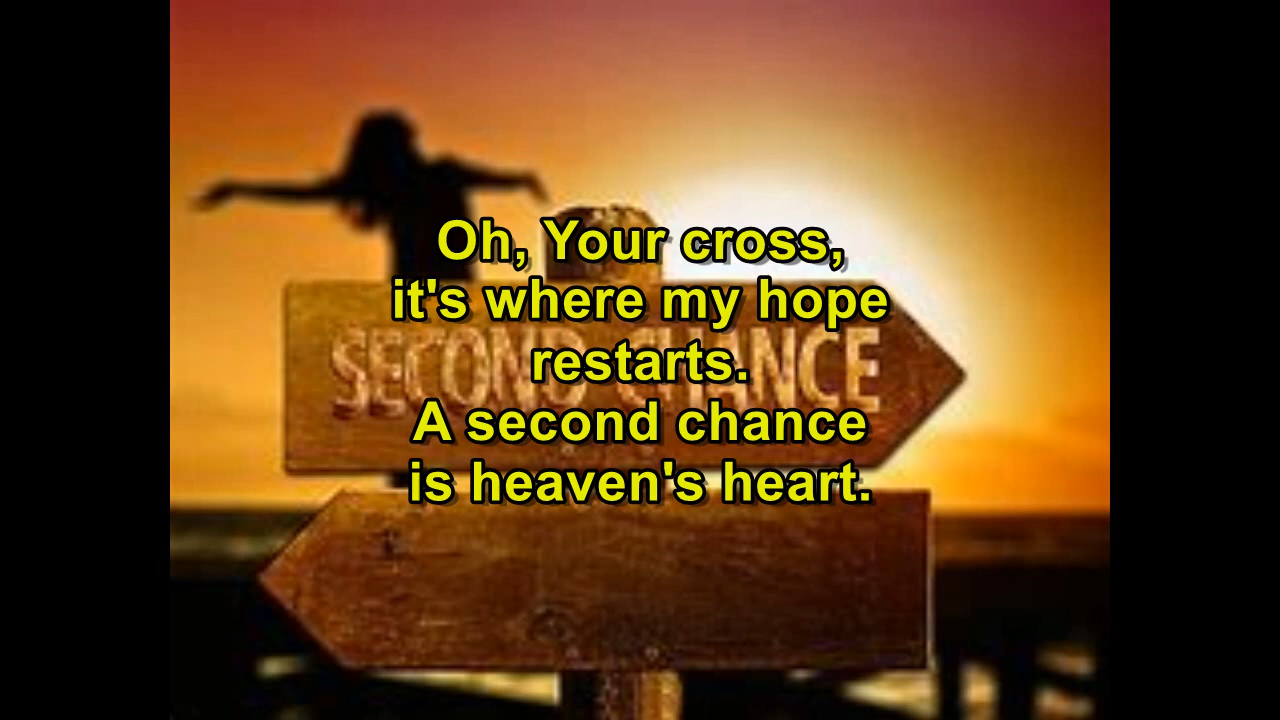 Oh, Your cross,
it's where my hope
SECOND CHANCE
restarts.
A second chance
is heaven's heart.